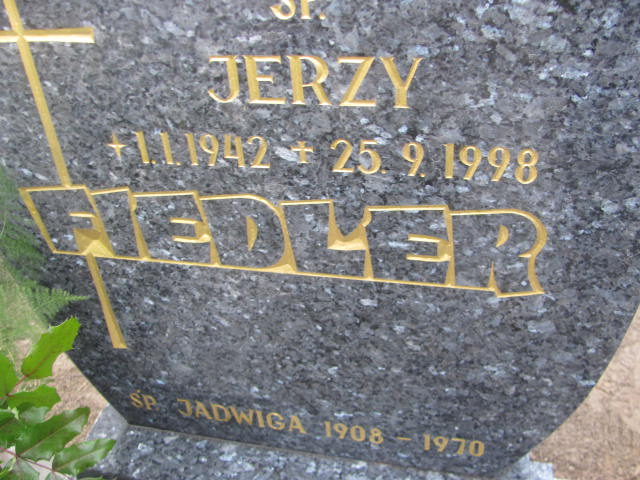 ŚP.
JERZY
+ 1.1.1942 + 25.9.1998
FIEDLER
ŚP. JADWIGA 1908 - 1970